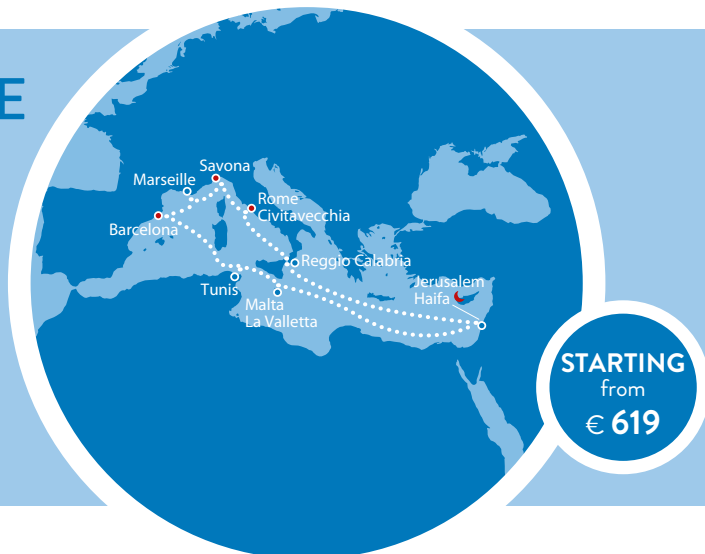 E
Savona
Marseille
Rome
Civitavecchia
Barcelona
Reggio Calabria
Tunis
Malta
La Valletta
Jerusalem
Haifa
STARTING
from
€ 619